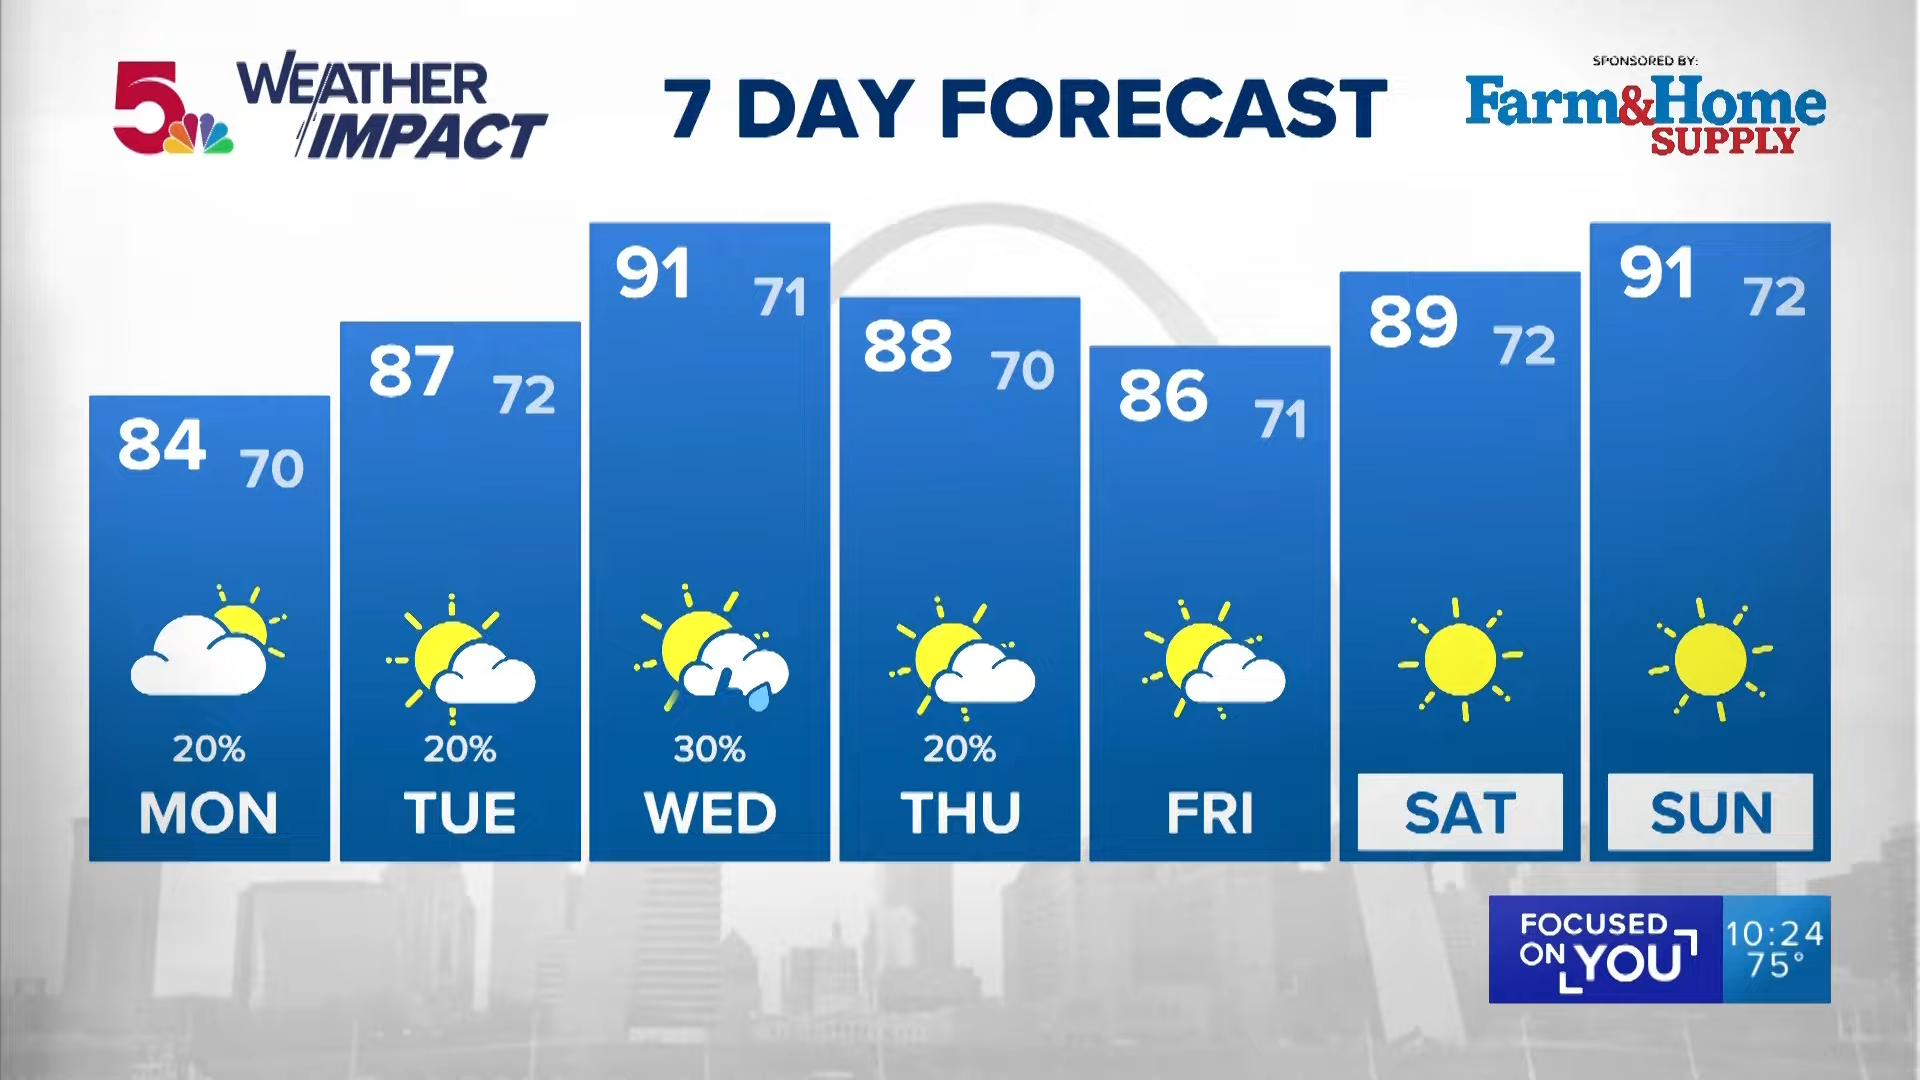 5 WEATHER IMPACT
7 DAY FORECAST
SPONSORED BY:
Farm&Home
SUPPLY
84 70
20%
MON
87 72
20%
TUE
91 71
30%
WED
88 70
20%
THU
86 71
FRI
89 72
SAT
91 72
SUN
FOCUSED
ON YOU
10:24
75°